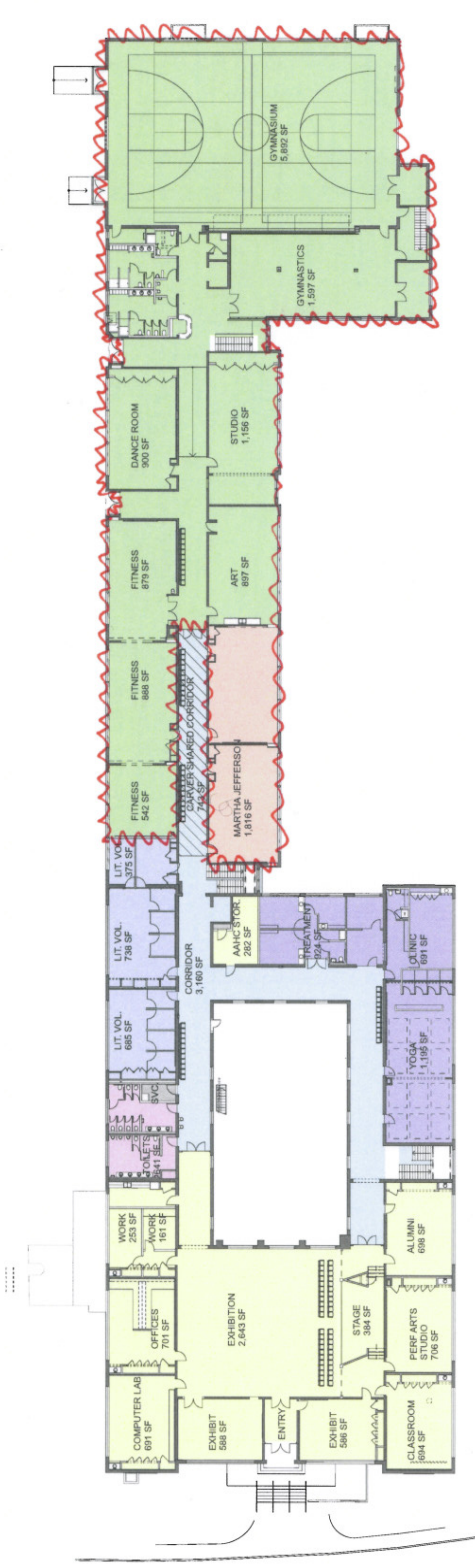 GYMNASIUM
5,892 SF
GYMNASTICS
1,597 SF
DANCE ROOM
900 SF
STUDIO
1,156 SF
FITNESS
879 SF
ART
897 SF
FITNESS
888 SF
CARVER SHARED CORRIDOR
743 SF
FITNESS
542 SF
MARTHA JEFFERSON
1,816 SF
LIT. VOL.
375 SF
LIT. VOL.
738 SF
CORRIDOR
3,160 SF
AAHC STOR.
282 SF
TREATMENT
924 SF
CLINIC
691 SF
LIT. VOL.
685 SF
YOGA
1,195 SF
SVC.
TOILETS
WORK
253 SF
WORK
161 SF
ALUMNI
698 SF
OFFICES
701 SF
EXHIBITION
2,643 SF
STAGE
384 SF
PERF ARTS
STUDIO
706 SF
COMPUTER LAB
691 SF
EXHIBIT
588 SF
ENTRY
EXHIBIT
586 SF
CLASSROOM
694 SF